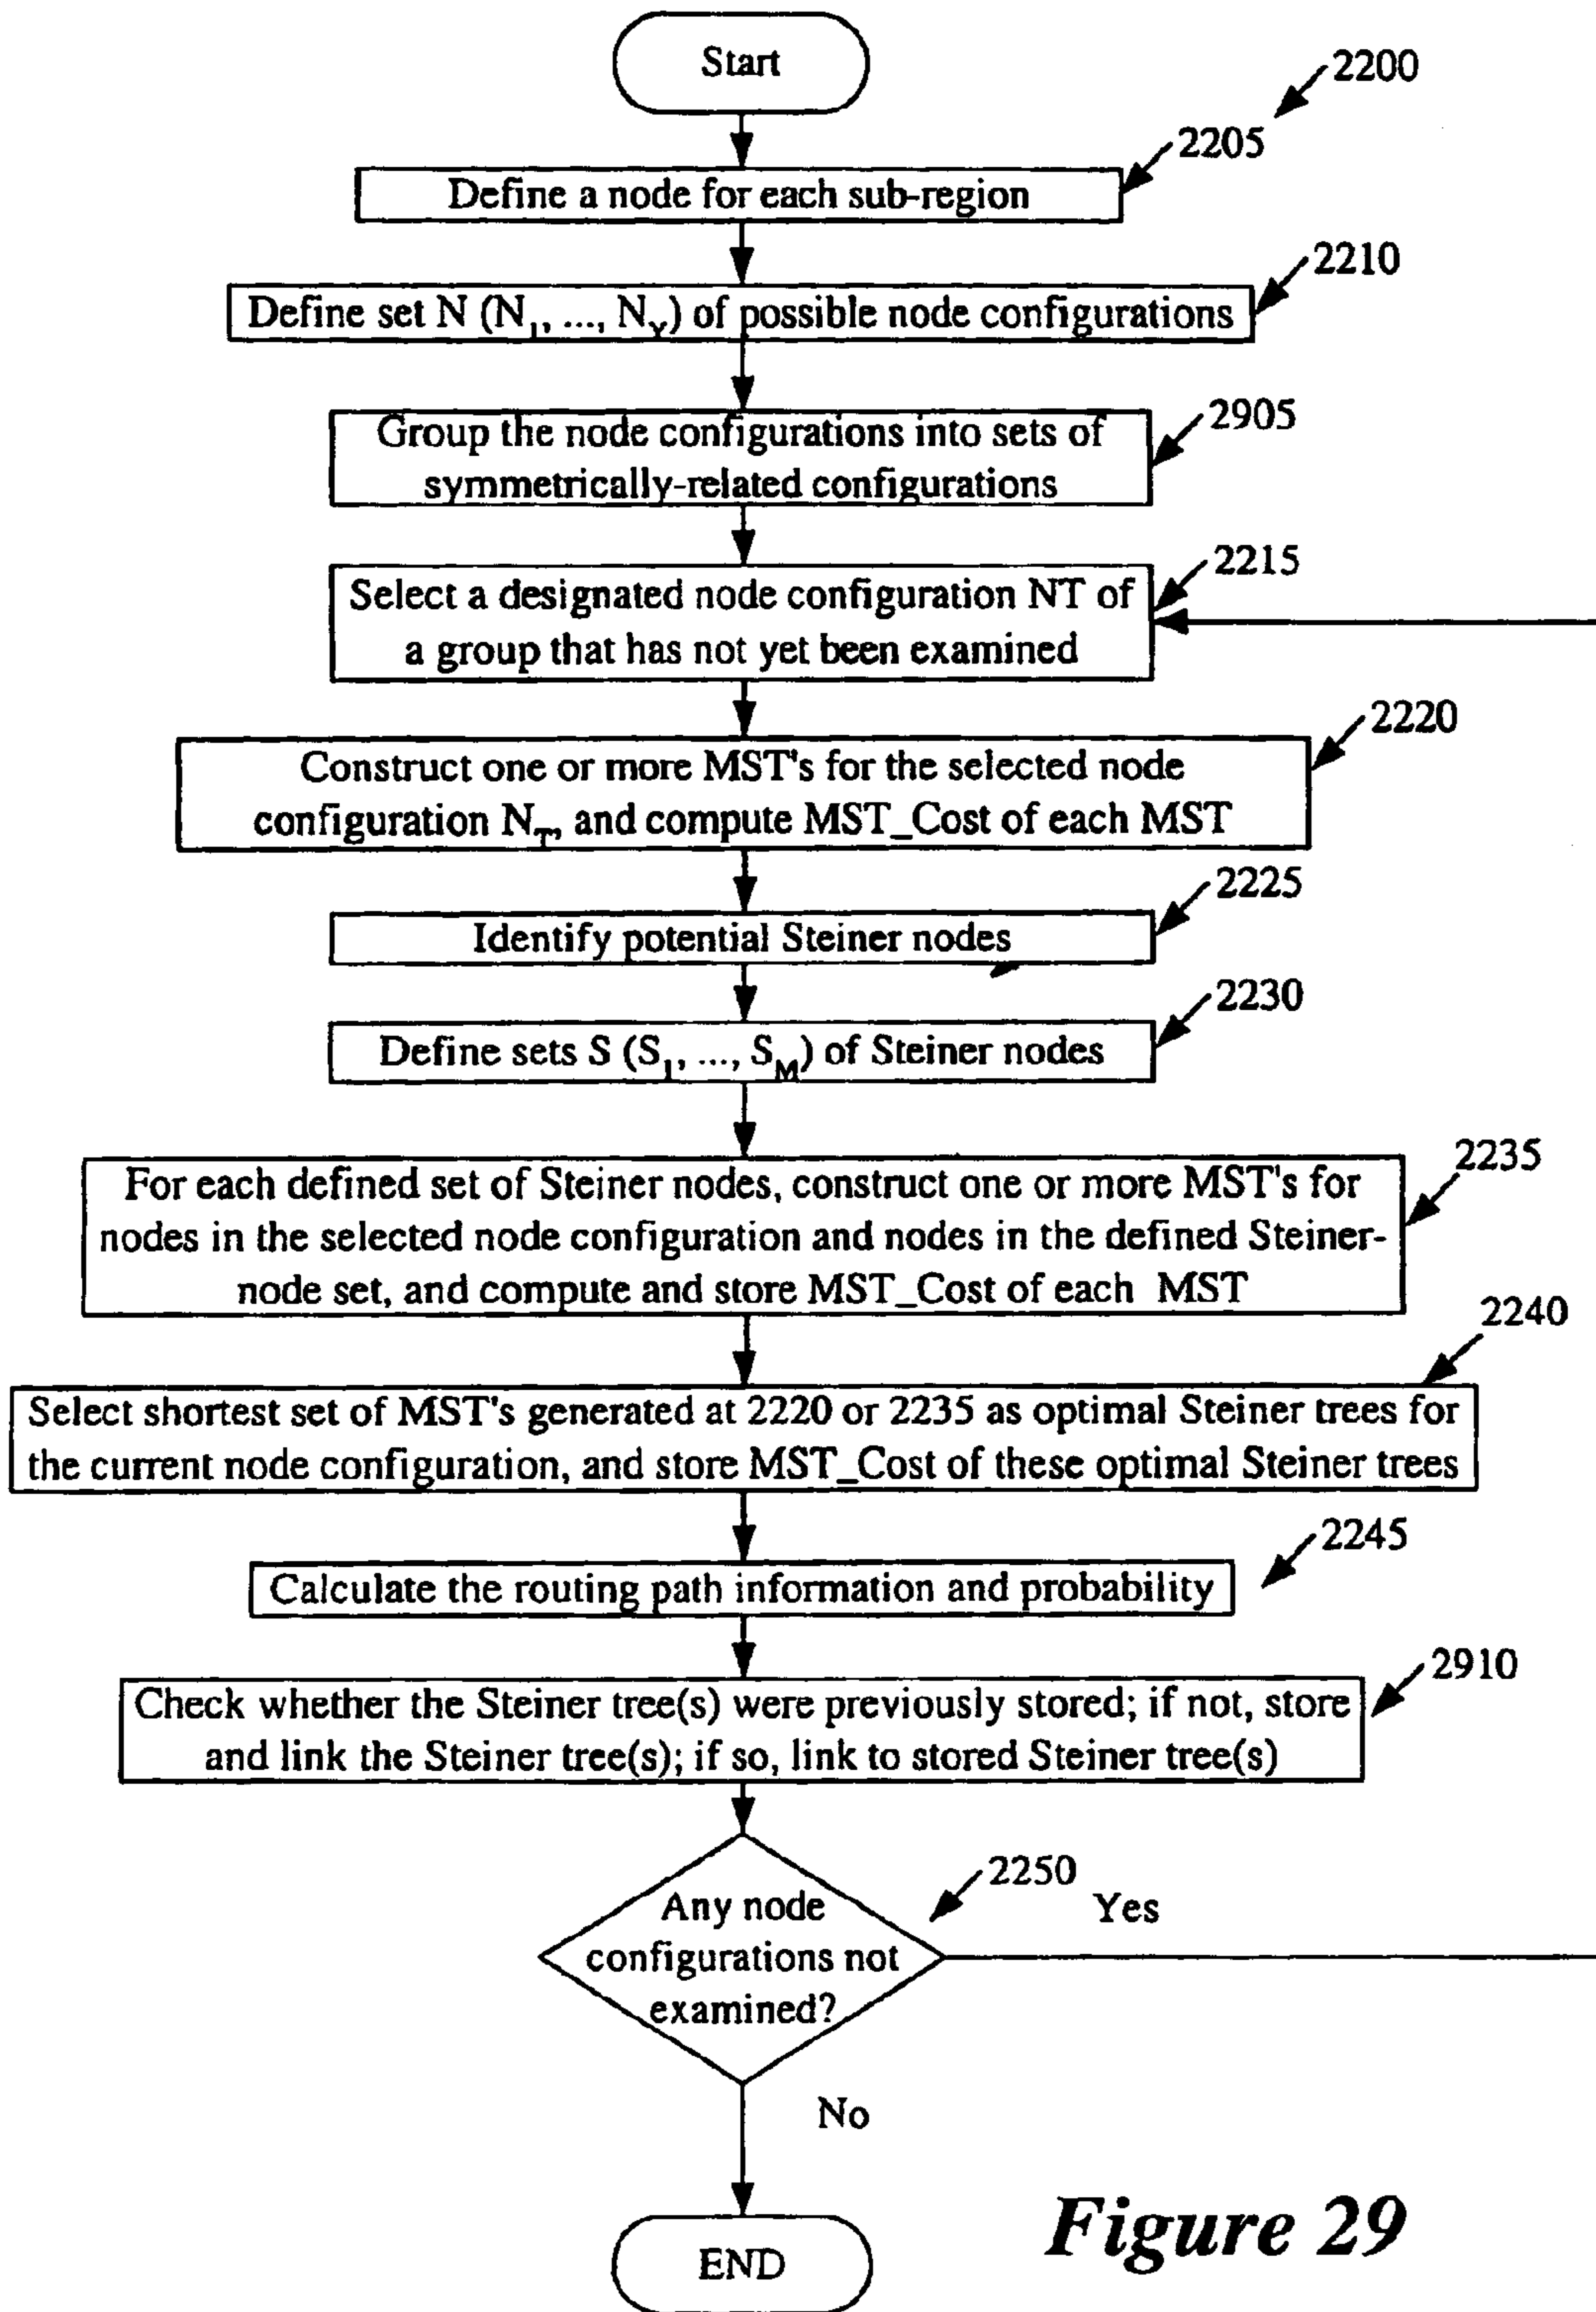 Start
2200
2205
Define a node for each sub-region
2210
Define set N (N₁, ..., Nᵧ) of possible node configurations
2905
Group the node configurations into sets of
symmetrically-related configurations
2215
Select a designated node configuration NT of
a group that has not yet been examined
2220
Construct one or more MST's for the selected node
configuration N_T, and compute MST_Cost of each MST
2225
Identify potential Steiner nodes
2230
Define sets S (S₁, ..., S_M) of Steiner nodes
2235
For each defined set of Steiner nodes, construct one or more MST's for
nodes in the selected node configuration and nodes in the defined Steiner-
node set, and compute and store MST_Cost of each MST
2240
Select shortest set of MST's generated at 2220 or 2235 as optimal Steiner trees for
the current node configuration, and store MST_Cost of these optimal Steiner trees
2245
Calculate the routing path information and probability
2910
Check whether the Steiner tree(s) were previously stored; if not, store
and link the Steiner tree(s); if so, link to stored Steiner tree(s)
2250
Yes
Any node
configurations not
examined?
No
END
Figure 29